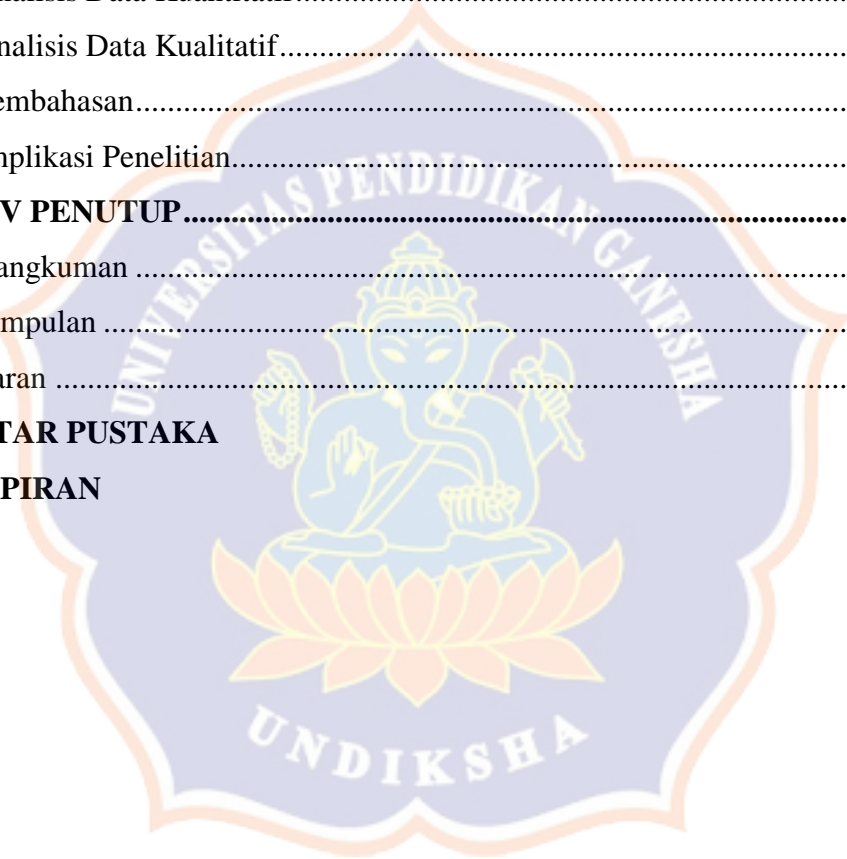 nalisis Data Kualitatif...........................................................................
embahasan.............................................................................................
nplikasi Penelitian.................................................................................
V PENUTUP.......................................................................................
angkuman .............................................................................................
mpulan .................................................................................................
aran .......................................................................................................
TAR PUSTAKA
PIRAN
UNIVERSITAS PENDIDIKAN GANESHA
UNDIKSHA